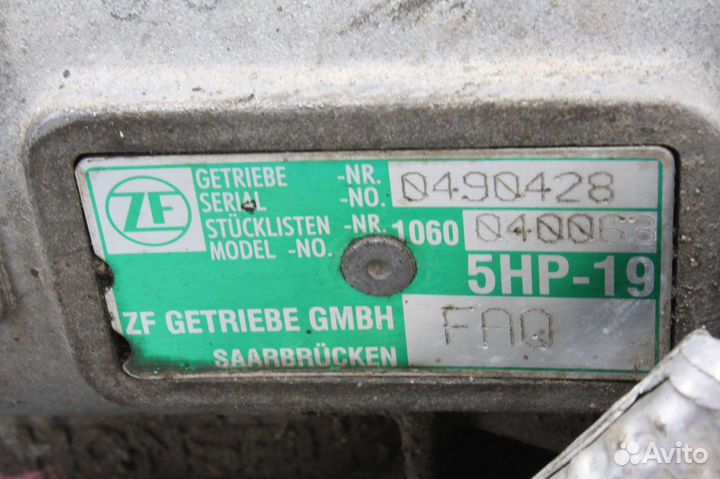 ZF
GETRIEBE -NR. 0490428
SERIAL -NO.
STÜCKLISTEN -NR. 1060 040063
MODEL -NO.
5HP-19
ZF GETRIEBE GMBH FAQ
SAARBRÜCKEN
Avito